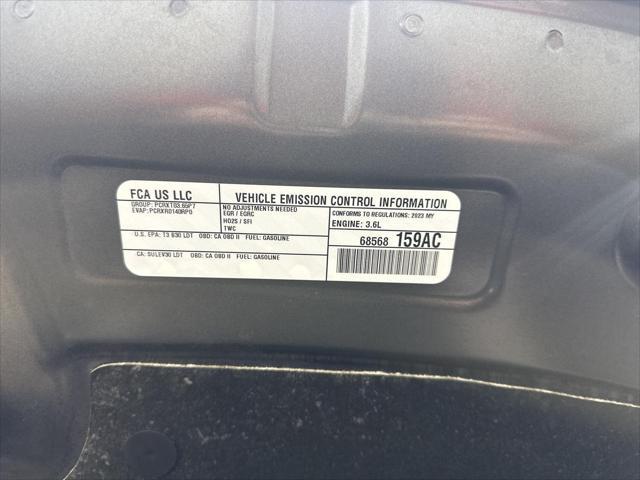 FCA US LLC
GROUP: PCRXT03.65P7
EVAP: PCRXR0140RP0
VEHICLE EMISSION CONTROL INFORMATION
NO ADJUSTMENTS NEEDED
EGR / EGRC
HO2S / SFI
TWC
CONFORMS TO REGULATIONS: 2023 MY
ENGINE: 3.6L
U.S. EPA: T3 B30 LDT OBD: CA OBD II FUEL: GASOLINE
CA: SULEV30 LDT OBD: CA OBD II FUEL: GASOLINE
68568 159AC